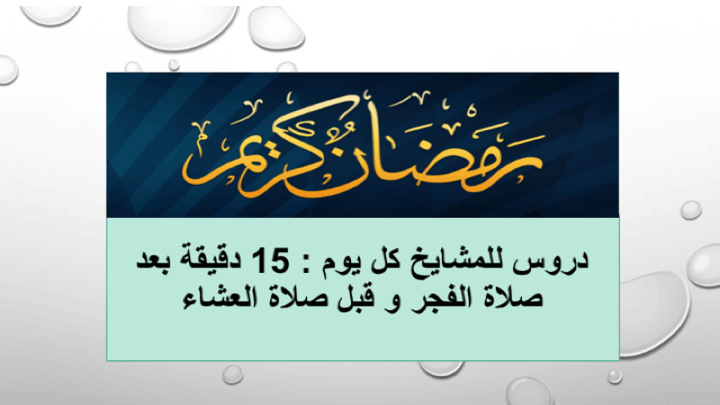 رمضان كريم
دروس للمشايخ كل يوم : 15 دقيقة بعد
صلاة الفجر و قبل صلاة العشاء